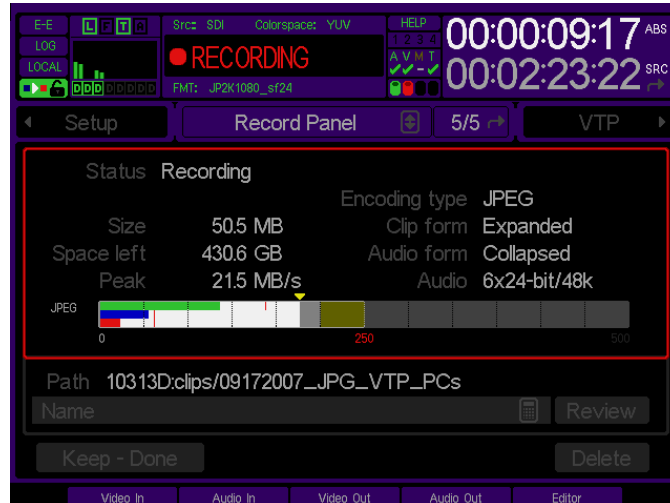 E-E L F T R Src: SDI Colorspace: YUV HELP 00:00:09:17 ABS
LOG RECORDING 1 2 3 4
LOCAL A V M T 00:02:23:22 SRC
DDDDDDDD FMT: JP2K1080_sf24
Setup Record Panel 5/5 VTP
Status Recording
Encoding type JPEG
Size 50.5 MB Clip form Expanded
Space left 430.6 GB Audio form Collapsed
Peak 21.5 MB/s Audio 6x24-bit/48k
JPEG
0 250 500
Path 10313D:clips/09172007_JPG_VTP_PCs
Name Review
Keep - Done Delete
Video In Audio In Video Out Audio Out Editor